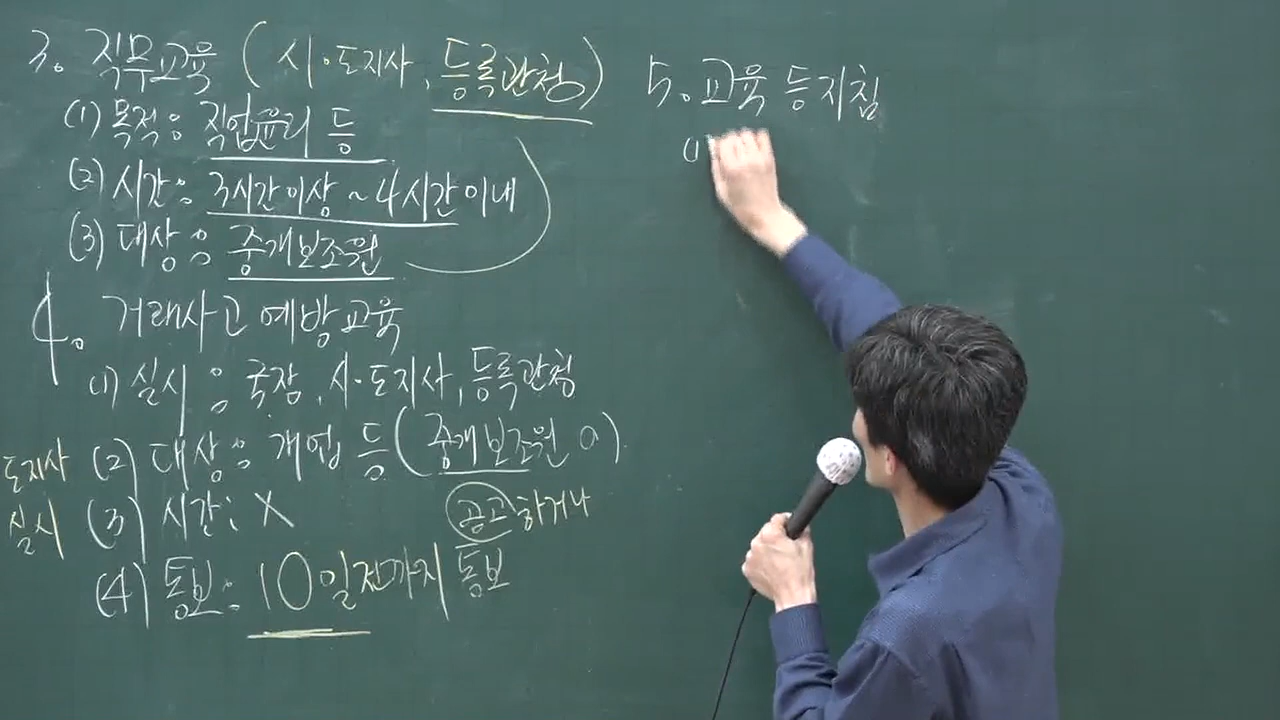 3. 직무교육 (시·도지사, 등록관청)
(1) 목적: 직업윤리 등
(2) 시간: 3시간이상 ~ 4시간이내
(3) 대상: 중개보조원
4. 거래사고 예방교육
(1) 실시: 국장, 시·도지사, 등록관청
(2) 대상: 개업 등 (중개보조원 O)
(3) 시간: X
공고하거나
(4) 통보: 10일전까지 통보
도지사
실시
5. 교육 등 지침
(1)